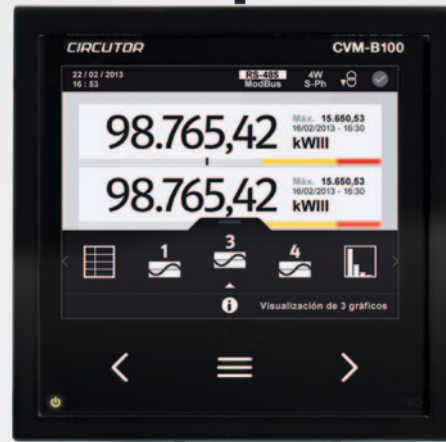 CIRCUTOR CVM-B100
22 / 02 / 2013 RS-485 4W
16 : 53 ModBus S-Ph
98.765,42 Máx. 15.650,53
16/02/2013 - 16:30
kWIII
98.765,42 Máx. 15.650,53
16/02/2013 - 16:30
kWIII
1 3 4
Visualización de 3 gráficos